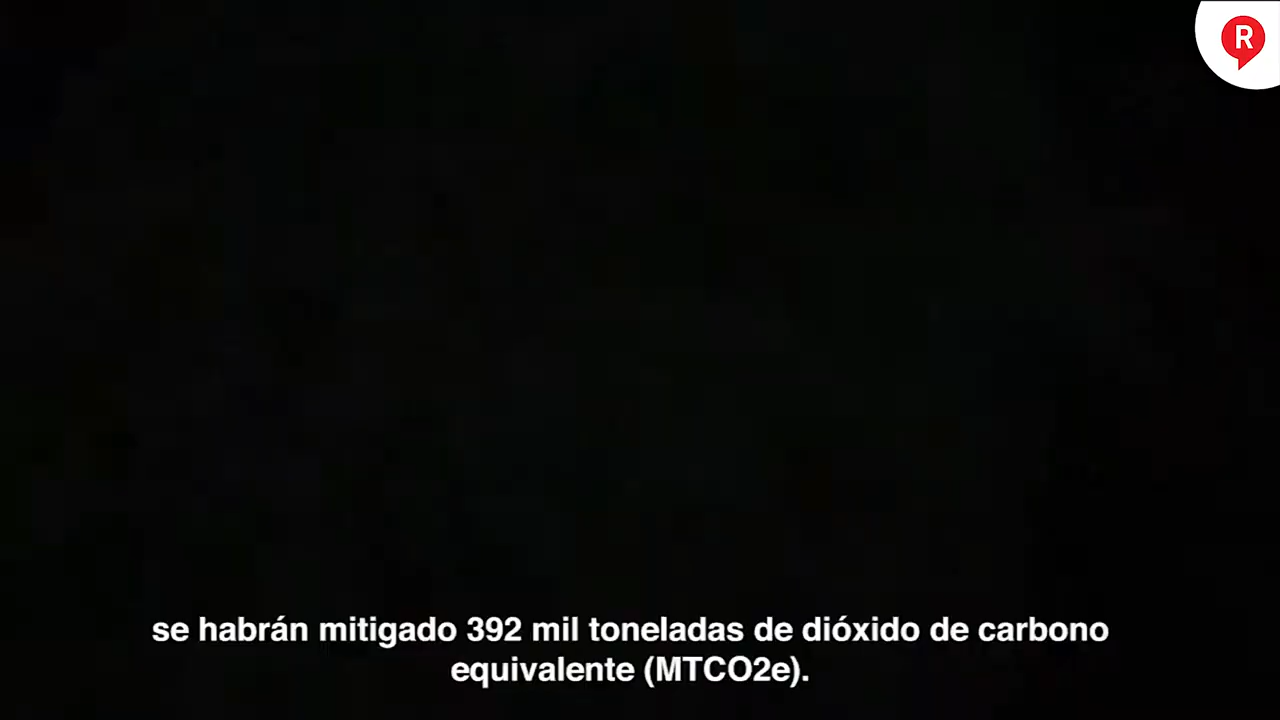 R
se habrán mitigado 392 mil toneladas de dióxido de carbono
equivalente (MTCO2e).